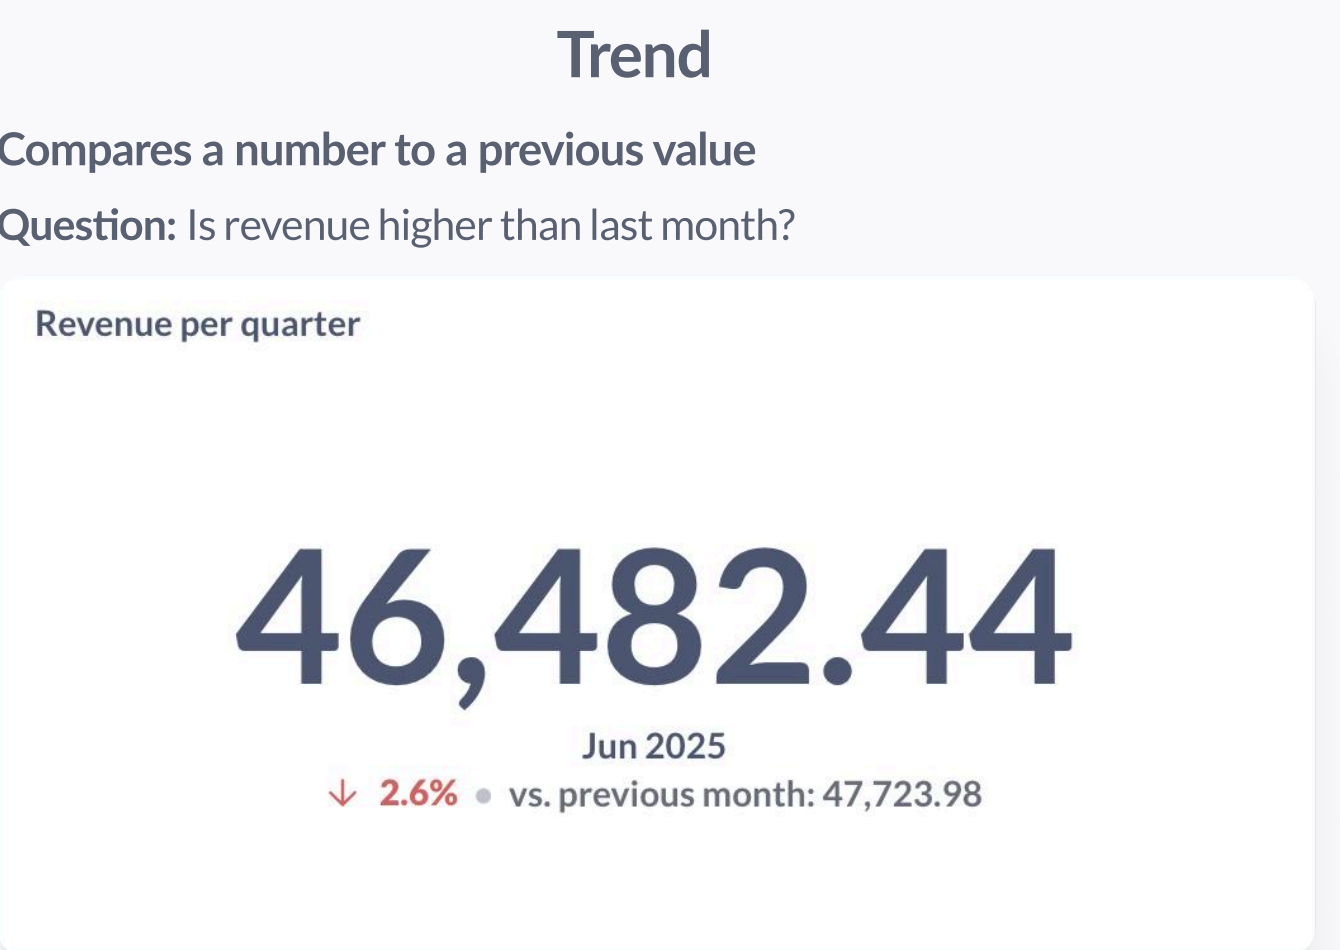 Trend
Compares a number to a previous value
Question: Is revenue higher than last month?
Revenue per quarter
46,482.44
Jun 2025
↓ 2.6% • vs. previous month: 47,723.98